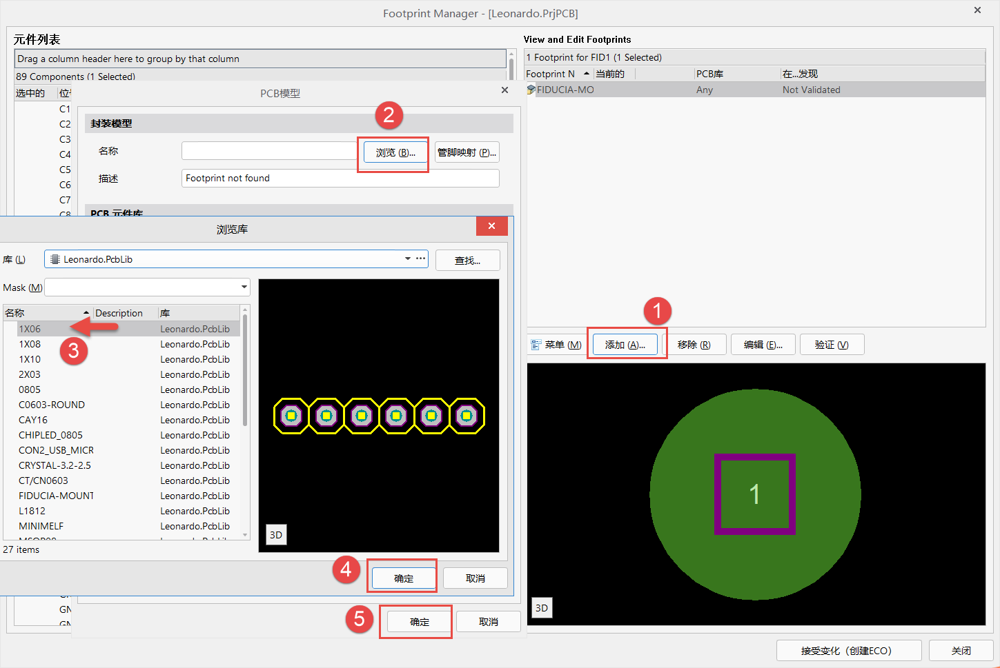 Footprint Manager - [Leonardo.PrjPCB]
元件列表
Drag a column header here to group by that column
89 Components (1 Selected)
选中的
C1
C2
C3
C4
C5
C6
C7
C8
GN
GN
View and Edit Footprints
1 Footprint for FID1 (1 Selected)
Footprint N 当前的 PCB库 在...发现
FIDUCIA-MO Any Not Validated
PCB模型
2
封装模型
名称 浏览 (B)... 管脚映射 (P)...
描述 Footprint not found
PCB 元件库
浏览库
库 (L) Leonardo.PcbLib ... 查找...
Mask (M)
名称 Description 库
1X06 Leonardo.PcbLib
3
1X08 Leonardo.PcbLib
1X10 Leonardo.PcbLib
2X03 Leonardo.PcbLib
0805 Leonardo.PcbLib
C0603-ROUND Leonardo.PcbLib
CAY16 Leonardo.PcbLib
CHIPLED_0805 Leonardo.PcbLib
CON2_USB_MICR Leonardo.PcbLib
CRYSTAL-3.2-2.5 Leonardo.PcbLib
CT/CN0603 Leonardo.PcbLib
FIDUCIA-MOUNT Leonardo.PcbLib
L1812 Leonardo.PcbLib
MINIMELF Leonardo.PcbLib
27 items
3D
4
确定 取消
5
确定 取消
1
菜单 (M) 添加 (A)... 移除 (R) 编辑 (E)... 验证 (V)
1
3D
接受变化（创建ECO） 关闭